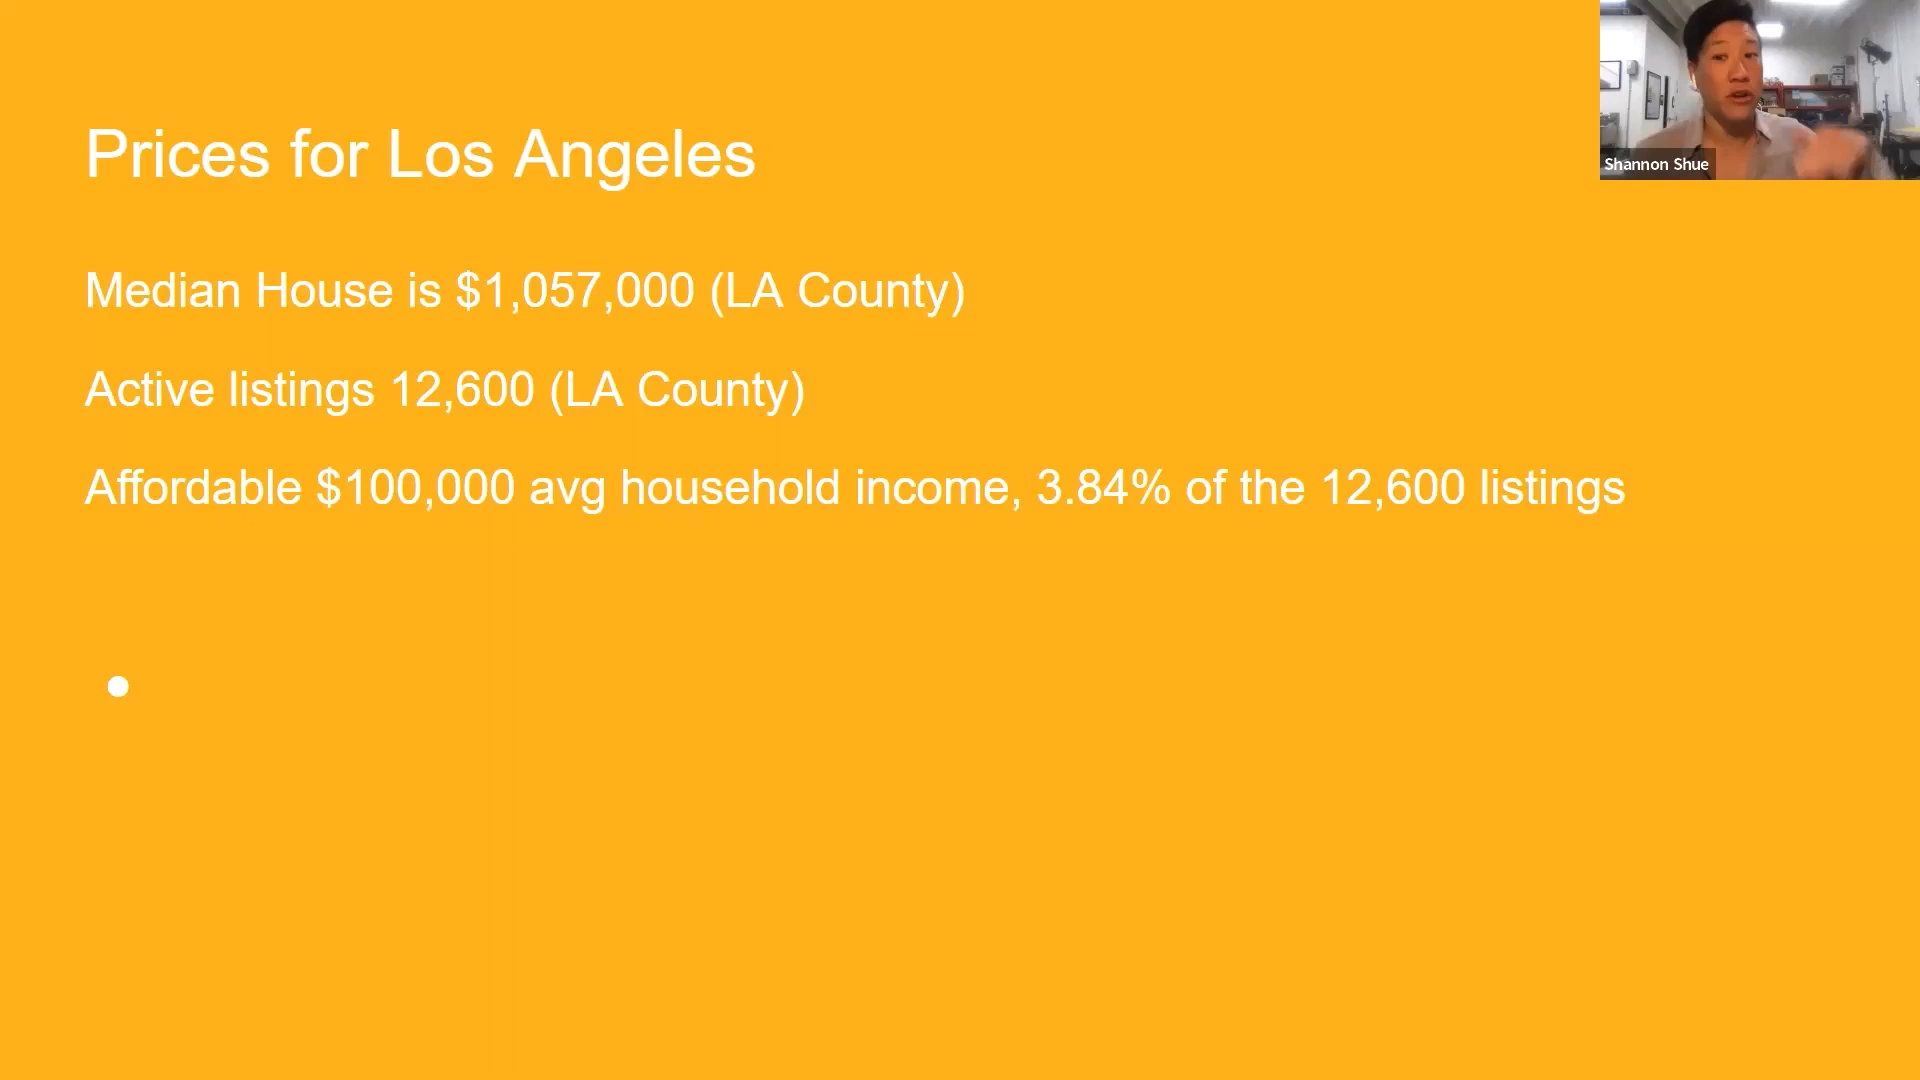 Prices for Los Angeles
Median House is $1,057,000 (LA County)
Active listings 12,600 (LA County)
Affordable $100,000 avg household income, 3.84% of the 12,600 listings
Shannon Shue